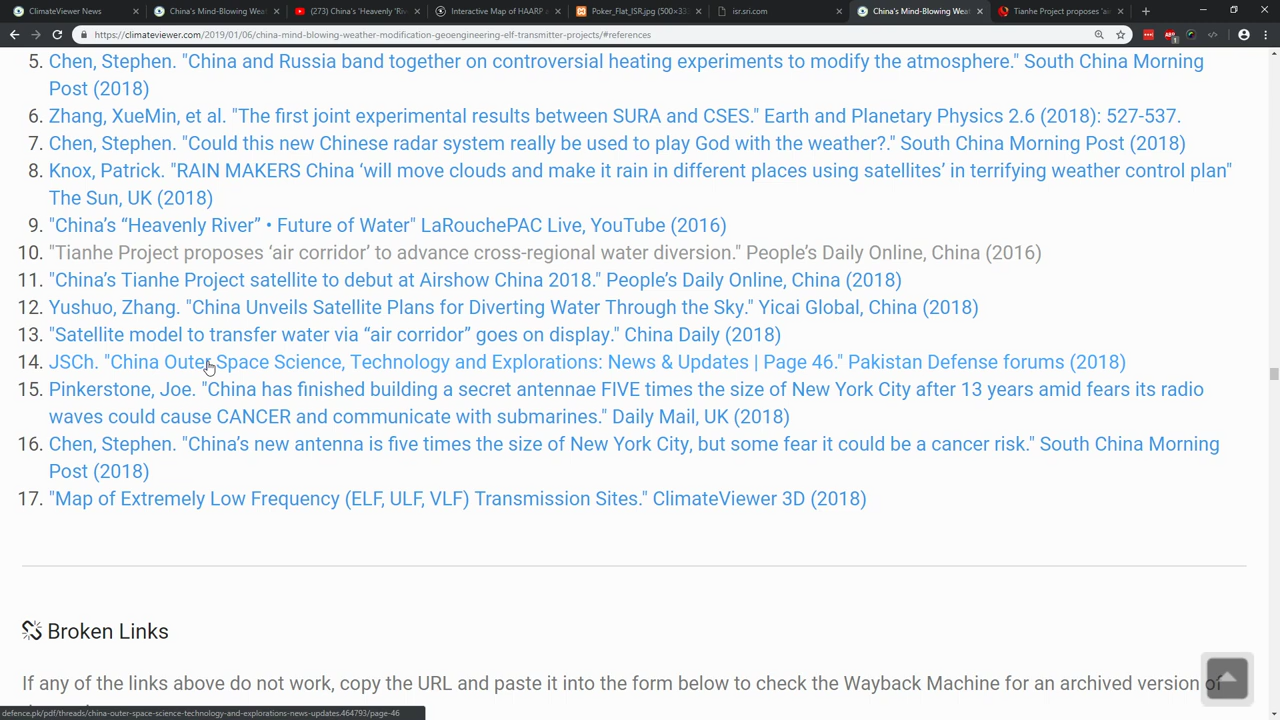 ClimateViewer News
China's Mind-Blowing Weat
(273) China's 'Heavenly 'Riv
Interactive Map of HAARP
Poker_Flat_ISR.jpg (500×33
isr.sri.com
China's Mind-Blowing Weat
Tianhe Project proposes 'ai
https://climateviewer.com/2019/01/06/china-mind-blowing-weather-modification-geoengineering-elf-transmitter-projects/#references
5. Chen, Stephen. "China and Russia band together on controversial heating experiments to modify the atmosphere." South China Morning
Post (2018)
6. Zhang, XueMin, et al. "The first joint experimental results between SURA and CSES." Earth and Planetary Physics 2.6 (2018): 527-537.
7. Chen, Stephen. "Could this new Chinese radar system really be used to play God with the weather?." South China Morning Post (2018)
8. Knox, Patrick. "RAIN MAKERS China ‘will move clouds and make it rain in different places using satellites’ in terrifying weather control plan"
The Sun, UK (2018)
9. "China’s “Heavenly River” • Future of Water" LaRouchePAC Live, YouTube (2016)
10. "Tianhe Project proposes ‘air corridor’ to advance cross-regional water diversion." People’s Daily Online, China (2016)
11. "China’s Tianhe Project satellite to debut at Airshow China 2018." People’s Daily Online, China (2018)
12. Yushuo, Zhang. "China Unveils Satellite Plans for Diverting Water Through the Sky." Yicai Global, China (2018)
13. "Satellite model to transfer water via “air corridor” goes on display." China Daily (2018)
14. JSCh. "China Outer Space Science, Technology and Explorations: News & Updates | Page 46." Pakistan Defense forums (2018)
15. Pinkerstone, Joe. "China has finished building a secret antennae FIVE times the size of New York City after 13 years amid fears its radio
waves could cause CANCER and communicate with submarines." Daily Mail, UK (2018)
16. Chen, Stephen. "China’s new antenna is five times the size of New York City, but some fear it could be a cancer risk." South China Morning
Post (2018)
17. "Map of Extremely Low Frequency (ELF, ULF, VLF) Transmission Sites." ClimateViewer 3D (2018)
Broken Links
If any of the links above do not work, copy the URL and paste it into the form below to check the Wayback Machine for an archived version of
defence.pk/pdf/threads/china-outer-space-science-technology-and-explorations-news-updates.464793/page-46